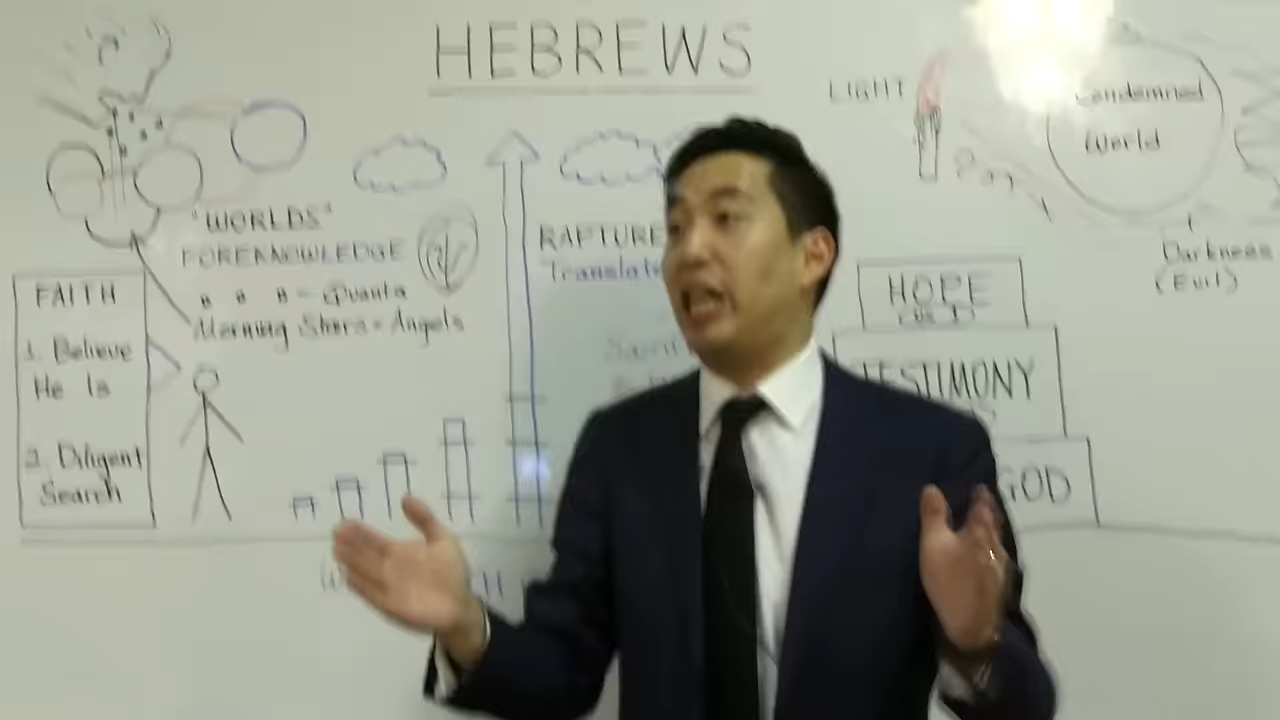 HEBREWS
LIGHT
Condemned
World
"WORLDS"
FOREKNOWLEDGE
RAPTURE
Darkness
(Evil)
FAITH
1. Believe
He Is
2. Diligent
Search
Quanta
Morning Stars = Angels
HOPE
TESTIMONY
GOD